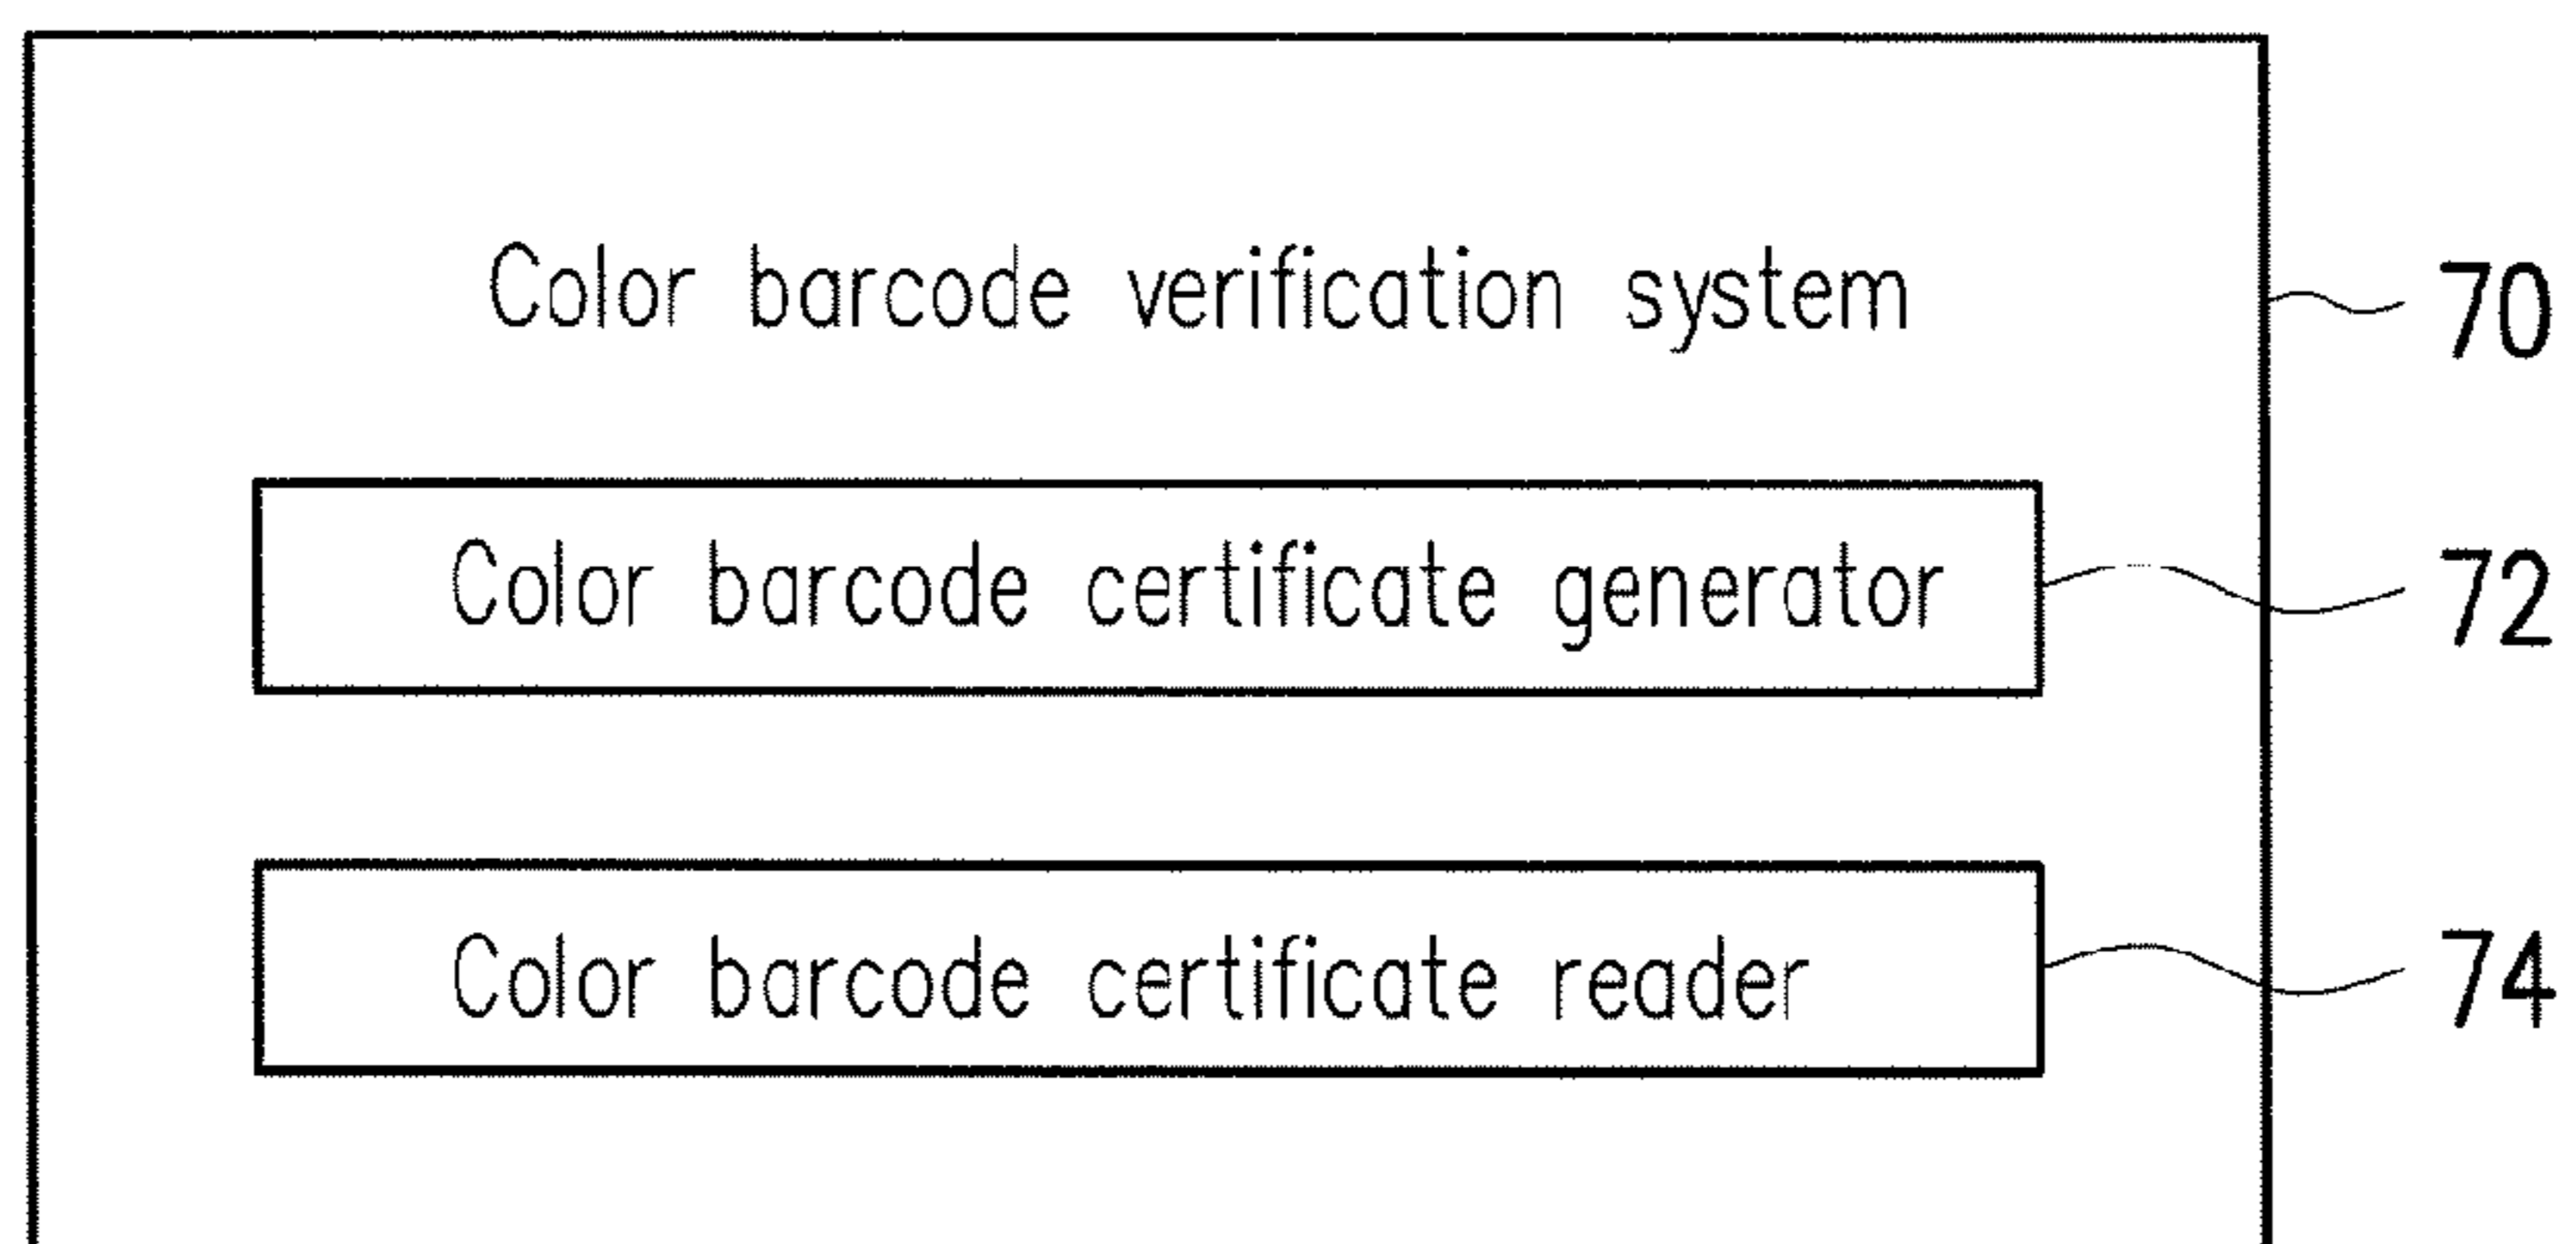 Color barcode verification system 70
Color barcode certificate generator 72
Color barcode certificate reader 74